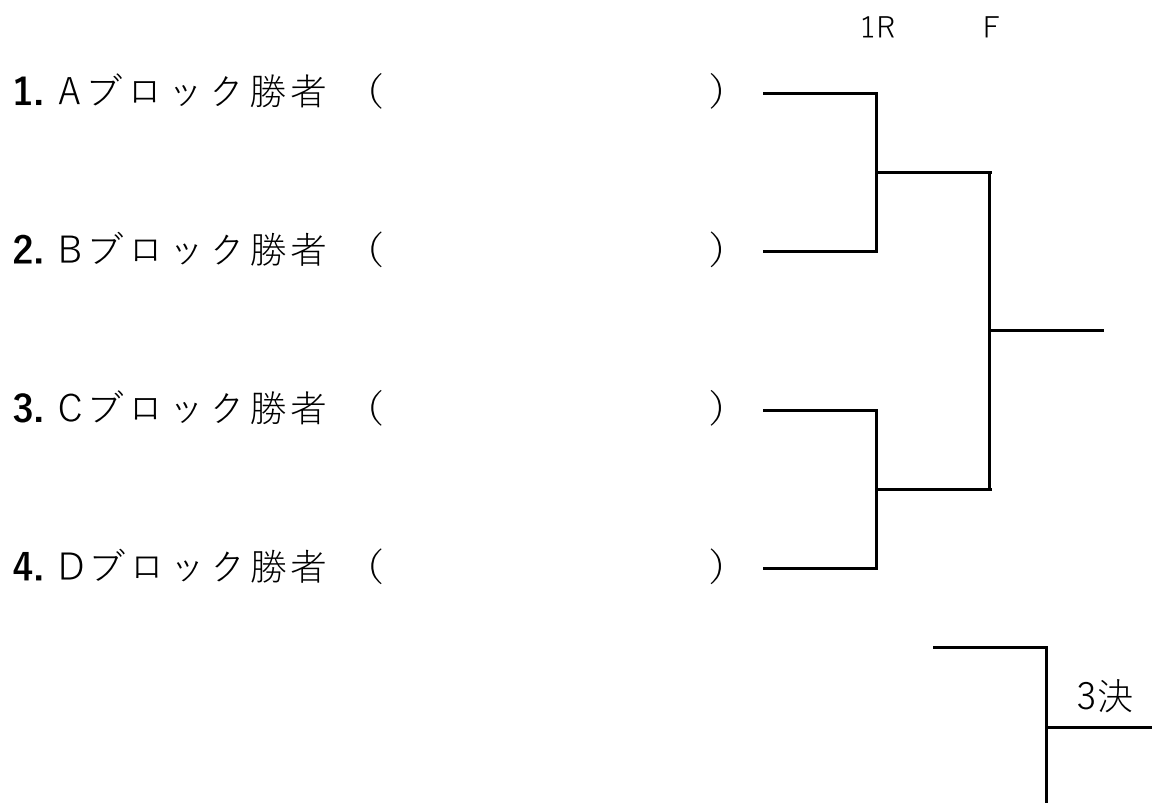 1R F
1. Aブロック勝者 ( )
2. Bブロック勝者 ( )
3. Cブロック勝者 ( )
4. Dブロック勝者 ( )
3決